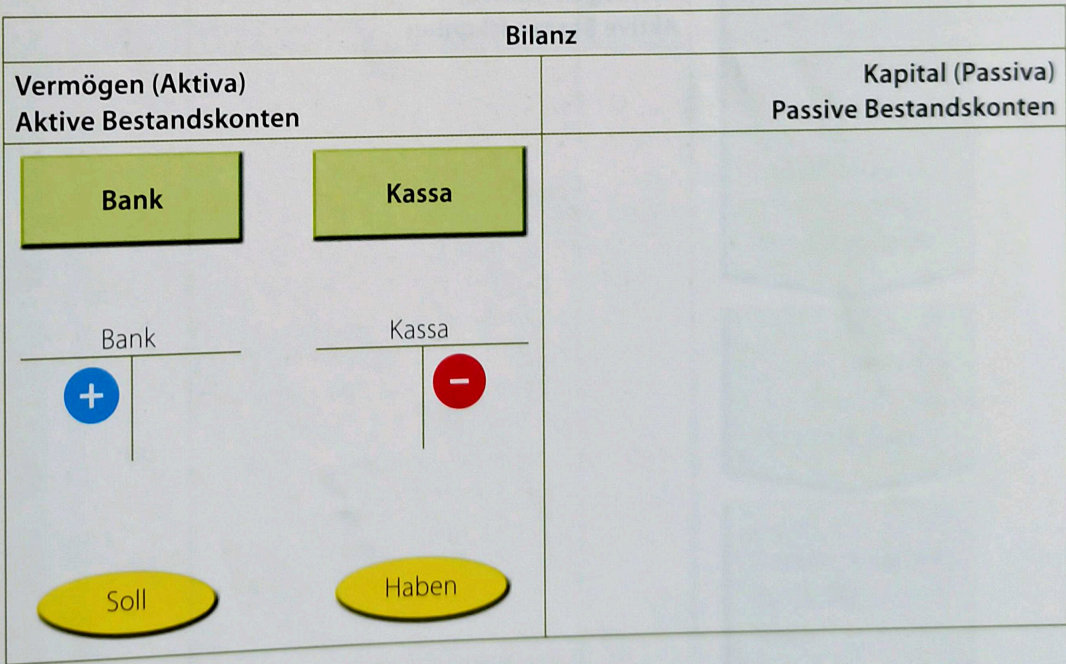 Bilanz
Vermögen (Aktiva)
Aktive Bestandskonten
Kapital (Passiva)
Passive Bestandskonten
Bank
Kassa
Bank
Kassa
+
−
Soll
Haben